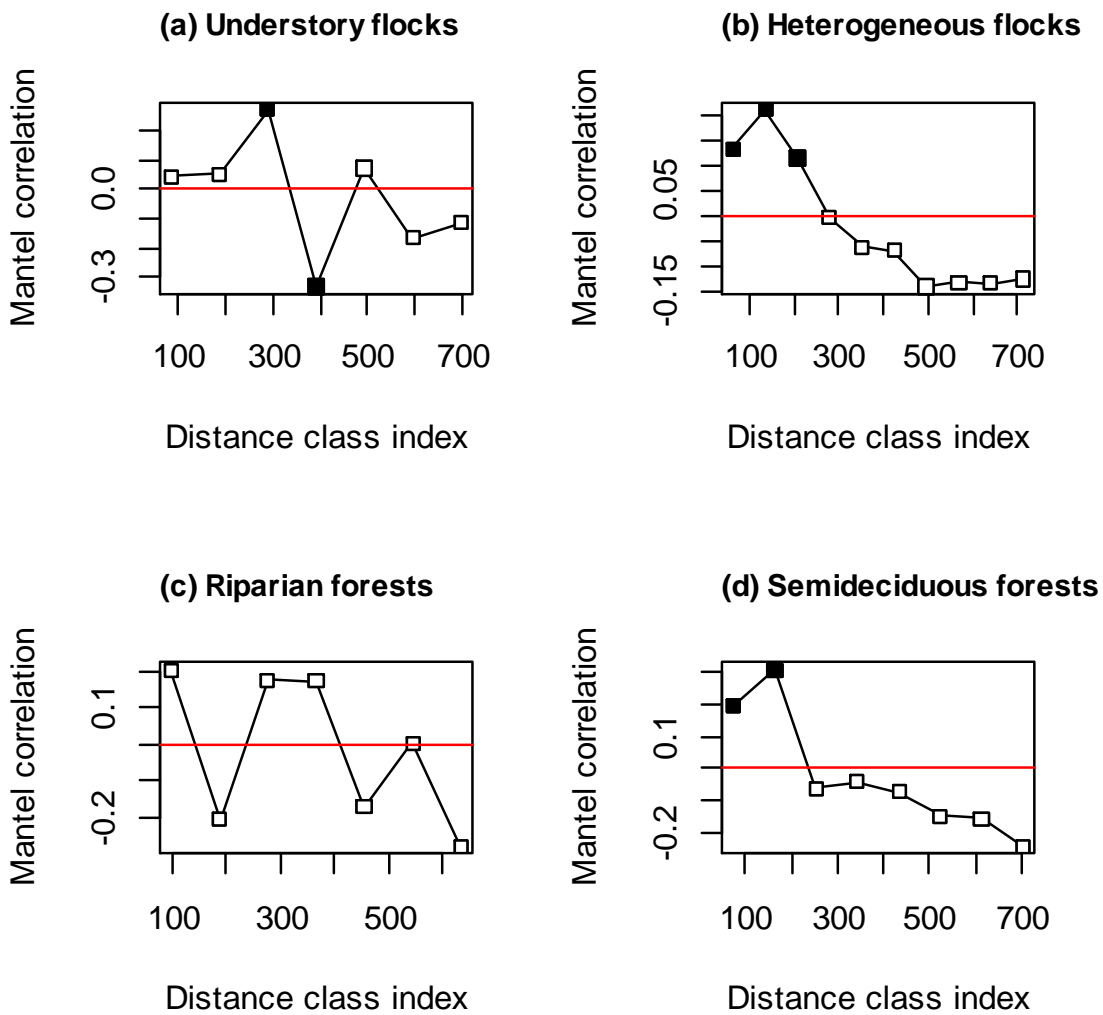 (a) Understory flocks
Mantel correlation
0.0
-0.3
100 300 500 700
Distance class index
(b) Heterogeneous flocks
Mantel correlation
0.05
-0.15
100 300 500 700
Distance class index
(c) Riparian forests
Mantel correlation
0.1
-0.2
100 300 500
Distance class index
(d) Semideciduous forests
Mantel correlation
0.1
-0.2
100 300 500 700
Distance class index